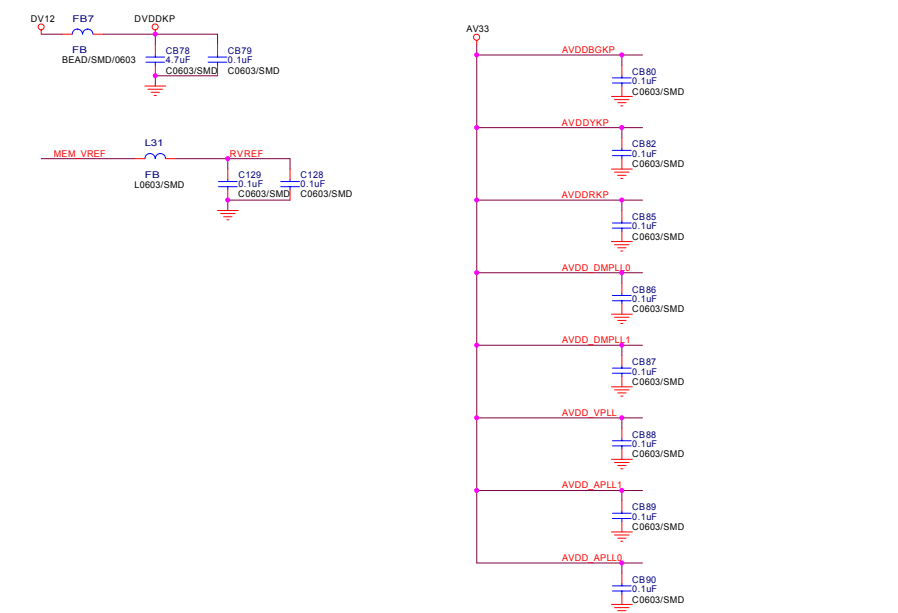 DV12
FB7
DVDDKP
FB
BEAD/SMD/0603
CB78
4.7uF
C0603/SMD
CB79
0.1uF
C0603/SMD
MEM_VREF
L31
RVREF
FB
L0603/SMD
C129
0.1uF
C0603/SMD
C128
0.1uF
C0603/SMD
AV33
AVDDBGKP
CB80
0.1uF
C0603/SMD
AVDDYKP
CB82
0.1uF
C0603/SMD
AVDDRKP
CB85
0.1uF
C0603/SMD
AVDD_DMPLL0
CB86
0.1uF
C0603/SMD
AVDD_DMPLL1
CB87
0.1uF
C0603/SMD
AVDD_VPLL
CB88
0.1uF
C0603/SMD
AVDD_APLL1
CB89
0.1uF
C0603/SMD
AVDD_APLL0
CB90
0.1uF
C0603/SMD